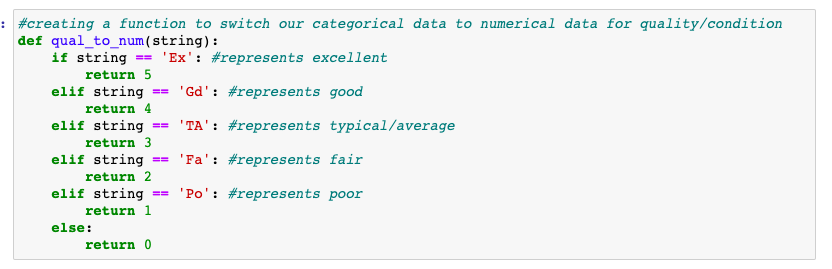 : #creating a function to switch our categorical data to numerical data for quality/condition
def qual_to_num(string):
    if string == 'Ex': #represents excellent
        return 5
    elif string == 'Gd': #represents good
        return 4
    elif string == 'TA': #represents typical/average
        return 3
    elif string == 'Fa': #represents fair
        return 2
    elif string == 'Po': #represents poor
        return 1
    else:
        return 0